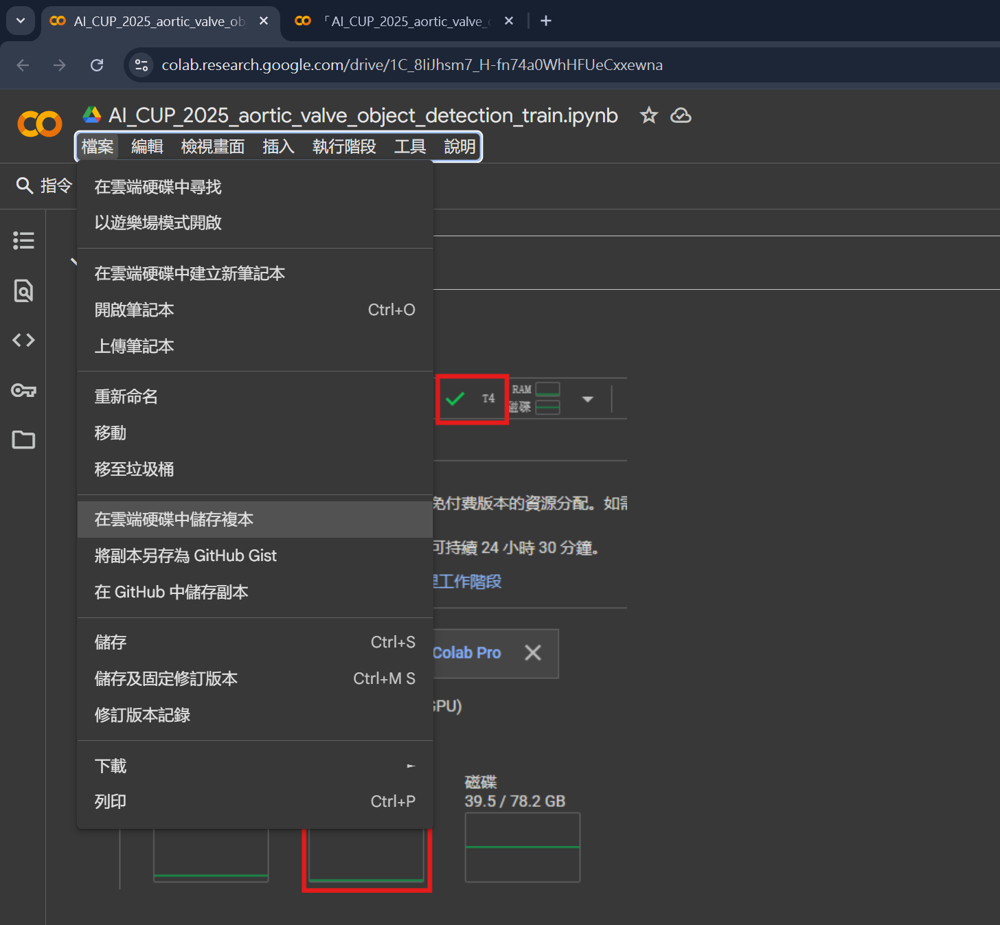 AI_CUP_2025_aortic_valve_ob
「AI_CUP_2025_aortic_valve_
colab.research.google.com/drive/1C_8IiJhsm7_H-fn74a0WhHFUeCxxewna
AI_CUP_2025_aortic_valve_object_detection_train.ipynb
檔案 編輯 檢視畫面 插入 執行階段 工具 說明
指令
在雲端硬碟中尋找
以遊樂場模式開啟
在雲端硬碟中建立新筆記本
開啟筆記本 Ctrl+O
上傳筆記本
重新命名
移動
移至垃圾桶
在雲端硬碟中儲存複本
將副本另存為 GitHub Gist
在 GitHub 中儲存副本
儲存 Ctrl+S
儲存及固定修訂版本 Ctrl+M S
修訂版本記錄
下載
列印 Ctrl+P
T4
RAM
磁碟
免付費版本的資源分配。如需
可持續 24 小時 30 分鐘。
理工作階段
Colab Pro
GPU)
磁碟
39.5 / 78.2 GB